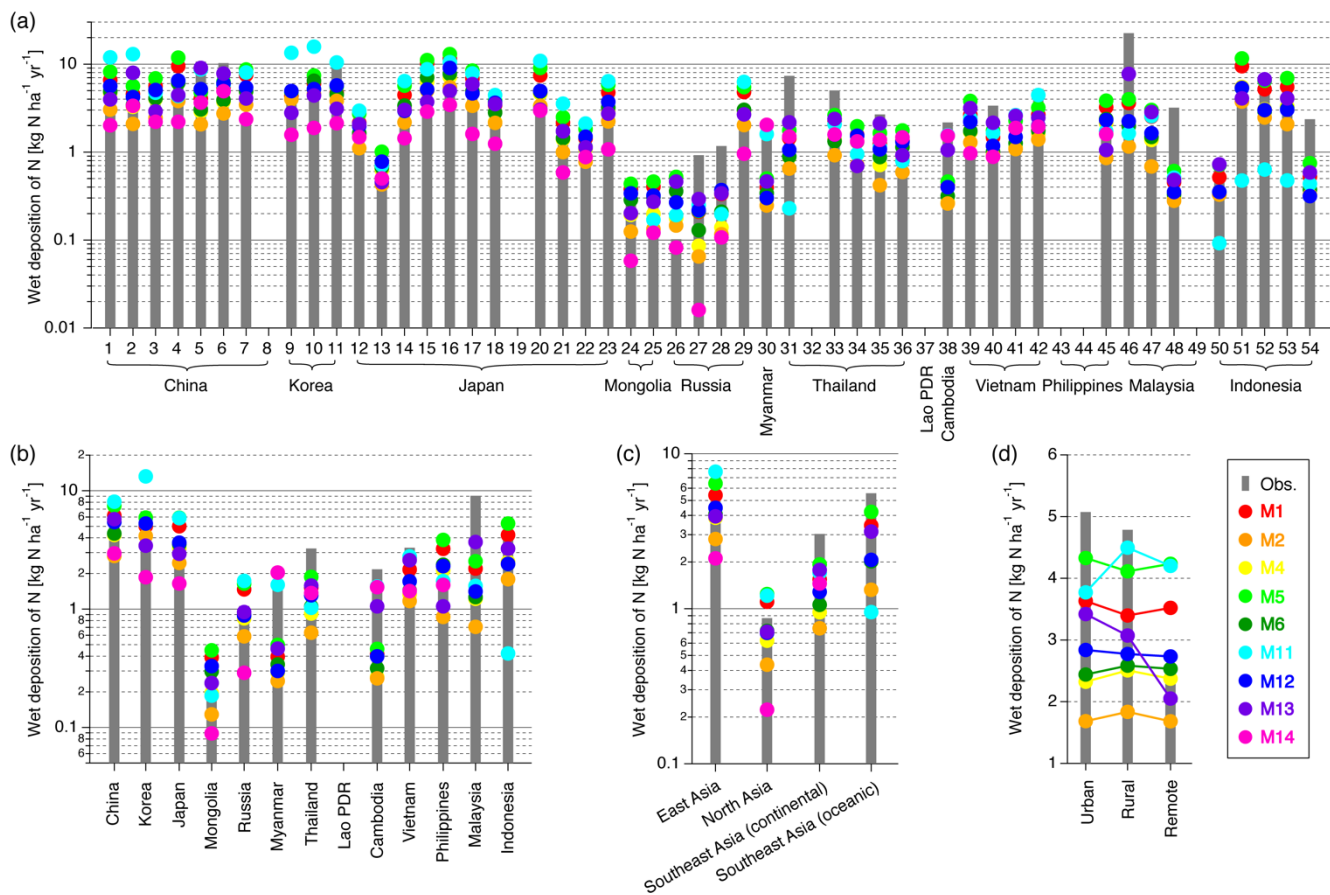 (a)
Wet deposition of N [kg N ha⁻¹ yr⁻¹]
10
1
0.1
0.01
1 2 3 4 5 6 7 8 9 10 11 12 13 14 15 16 17 18 19 20 21 22 23 24 25 26 27 28 29 30 31 32 33 34 35 36 37 38 39 40 41 42 43 44 45 46 47 48 49 50 51 52 53 54
China Korea Japan Mongolia Russia Myanmar Thailand Lao PDR Cambodia Vietnam Philippines Malaysia Indonesia
(b)
Wet deposition of N [kg N ha⁻¹ yr⁻¹]
2
10
8
6
4
2
1
8
6
4
2
0.1
8
6
China Korea Japan Mongolia Russia Myanmar Thailand Lao PDR Cambodia Vietnam Philippines Malaysia Indonesia
(c)
Wet deposition of N [kg N ha⁻¹ yr⁻¹]
10
6
5
4
3
2
1
6
5
4
3
2
0.1
East Asia
North Asia
Southeast Asia (continental)
Southeast Asia (oceanic)
(d)
Wet deposition of N [kg N ha⁻¹ yr⁻¹]
6
5
4
3
2
1
Urban Rural Remote
Obs.
M1
M2
M4
M5
M6
M11
M12
M13
M14